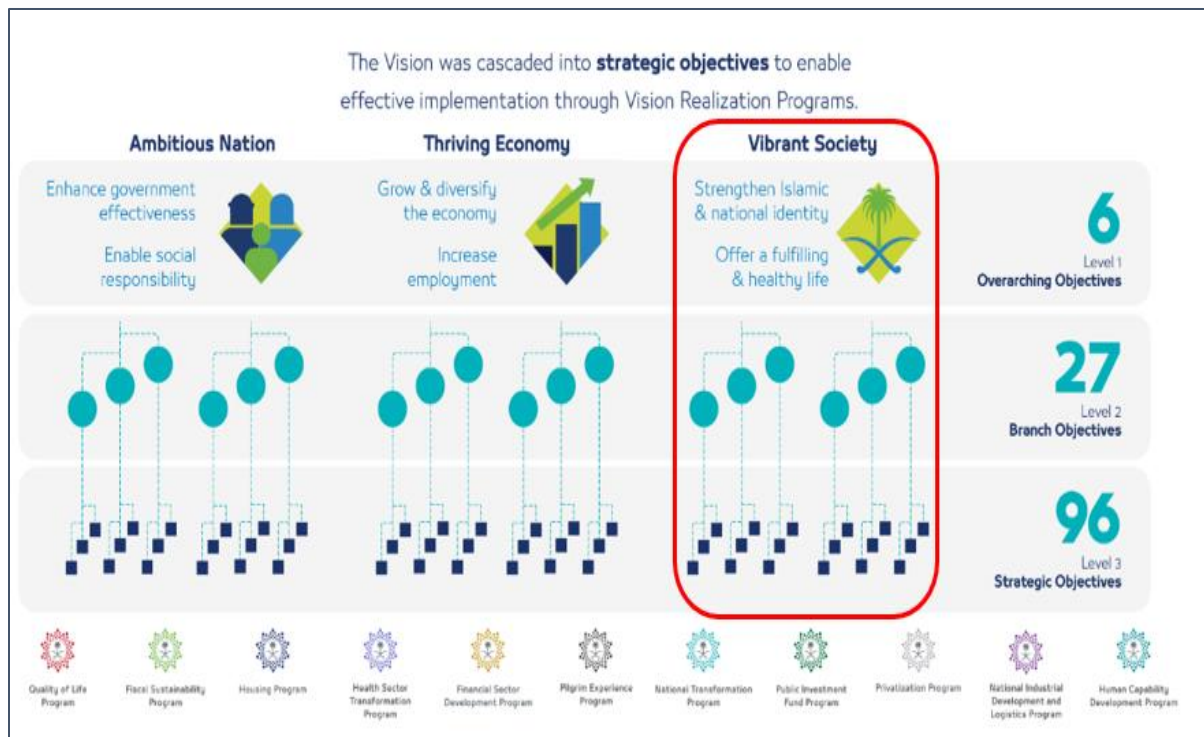 The Vision was cascaded into strategic objectives to enable
effective implementation through Vision Realization Programs.
Ambitious Nation
Thriving Economy
Vibrant Society
Enhance government
effectiveness
Enable social
responsibility
Grow & diversify
the economy
Increase
employment
Strengthen Islamic
& national identity
Offer a fulfilling
& healthy life
6
Level 1
Overarching Objectives
27
Level 2
Branch Objectives
96
Level 3
Strategic Objectives
Quality of Life
Program
Fiscal Sustainability
Program
Housing Program
Health Sector
Transformation
Program
Financial Sector
Development Program
Pilgrim Experience
Program
National Transformation
Program
Public Investment
Fund Program
Privatization Program
National Industrial
Development and
Logistics Program
Human Capability
Development Program